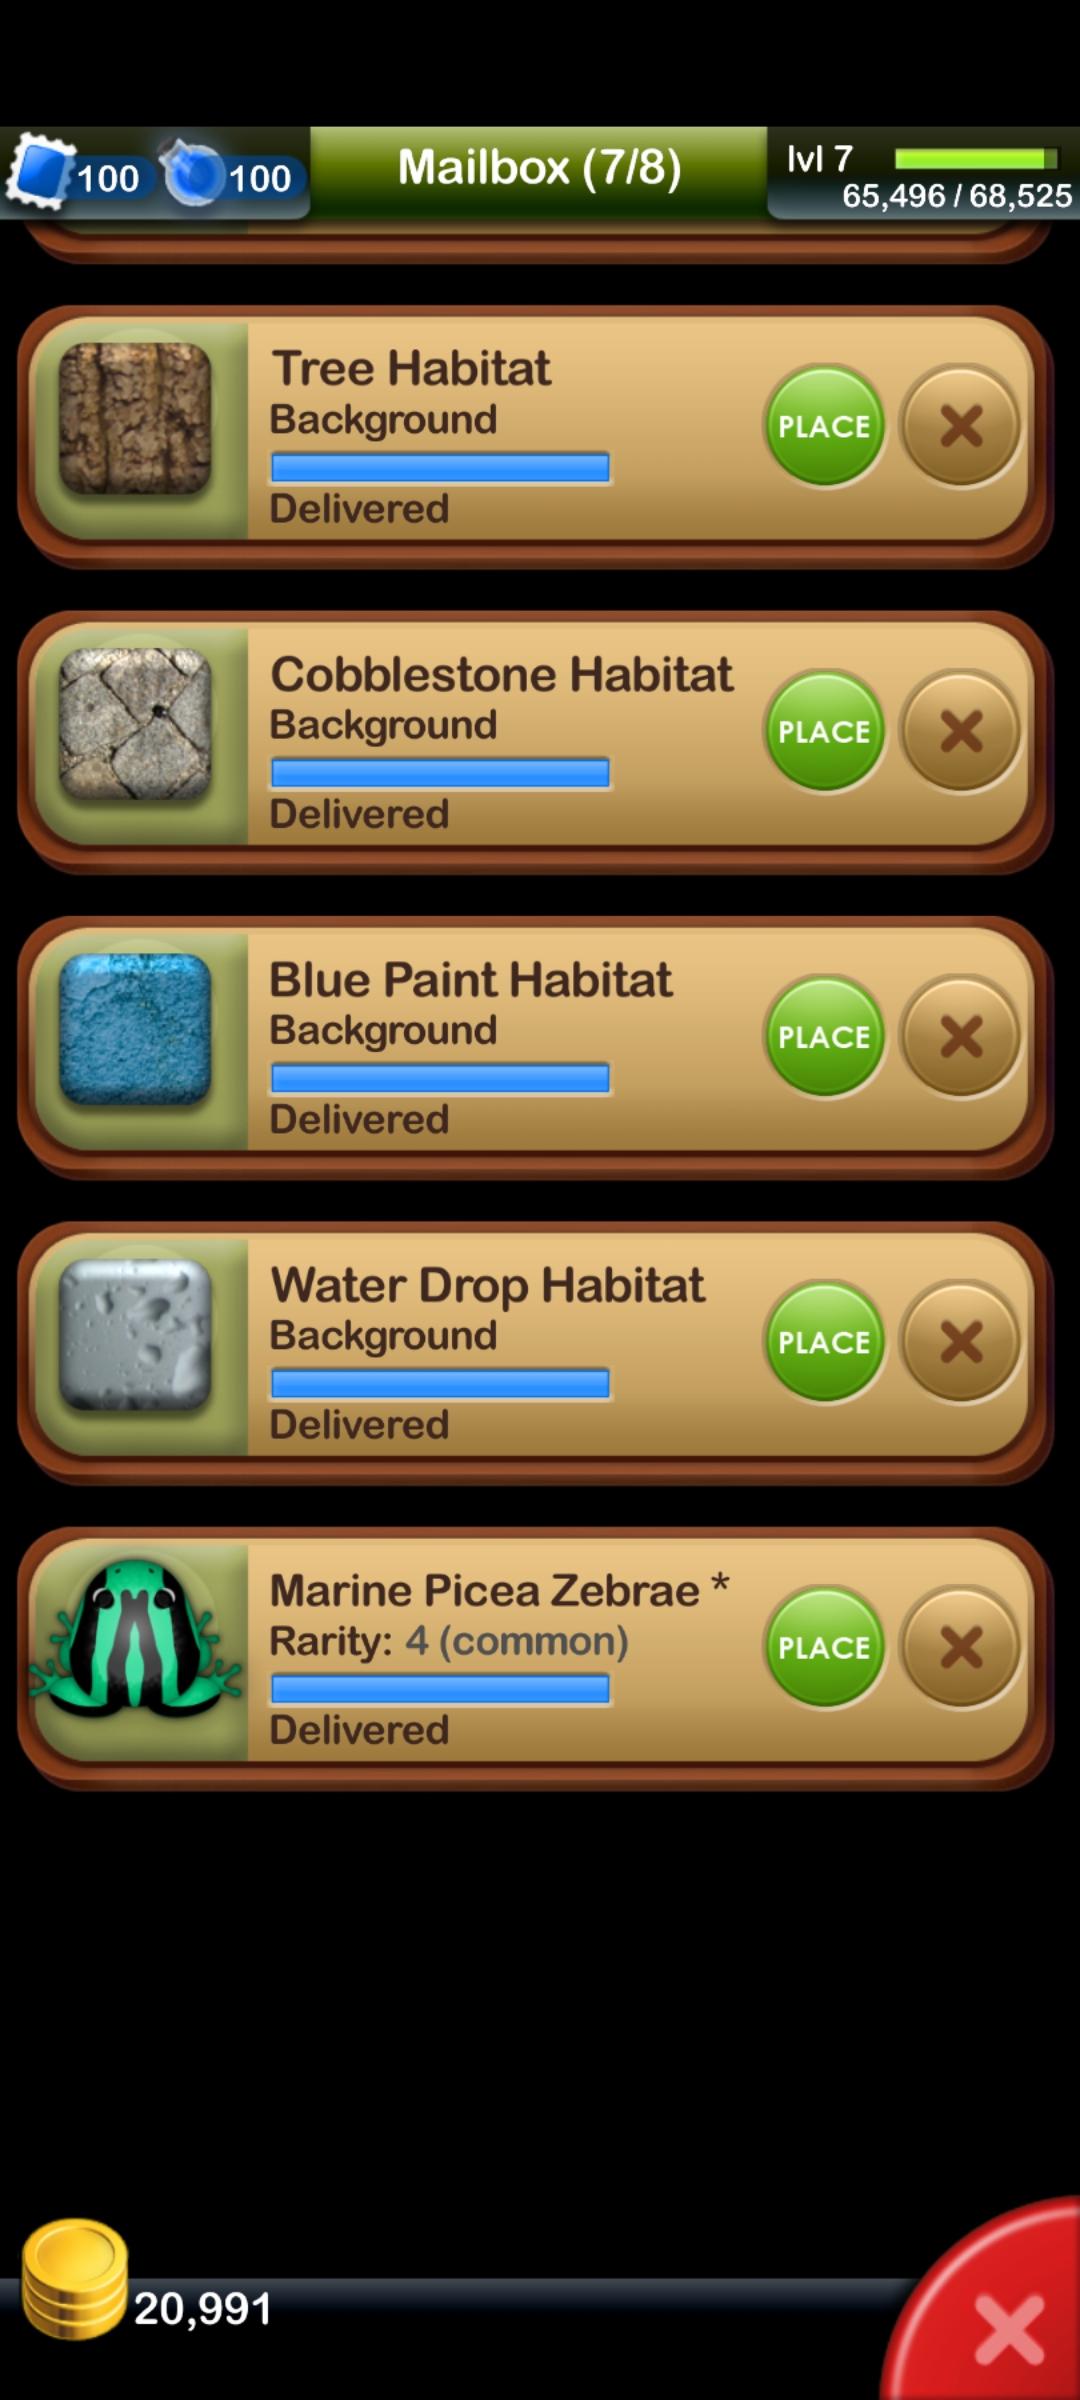 100
100
Mailbox (7/8)
lvl 7
65,496 / 68,525
Tree Habitat
Background
Delivered
PLACE
Cobblestone Habitat
Background
Delivered
PLACE
Blue Paint Habitat
Background
Delivered
PLACE
Water Drop Habitat
Background
Delivered
PLACE
Marine Picea Zebrae *
Rarity: 4 (common)
Delivered
PLACE
20,991